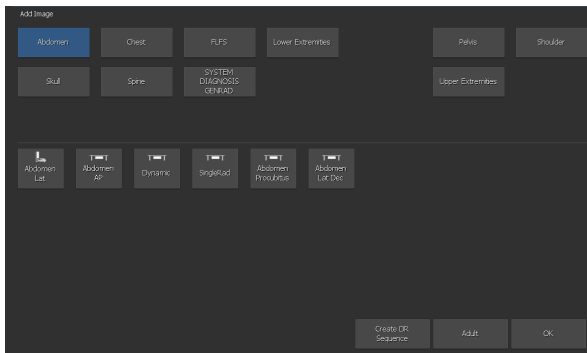 Add Image
Abdomen
Chest
FLFS
Lower Extremities
Pelvis
Shoulder
Skull
Spine
SYSTEM
DIAGNOSIS
GENRAD
Upper Extremities
Abdomen
Lat
Abdomen
AP
Dynamic
SingleRad
Abdomen
Procubitus
Abdomen
Lat Dec
Create DR
Sequence
Adult
OK